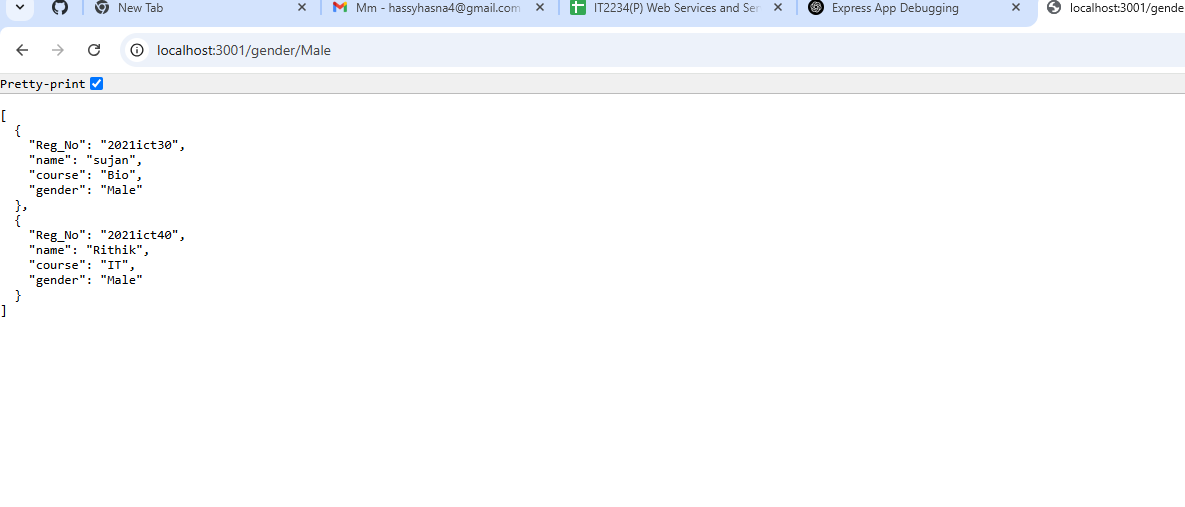 New Tab
Mm - hassyhasna4@gmail.com
IT2234(P) Web Services and Ser
Express App Debugging
localhost:3001/gende
localhost:3001/gender/Male
Pretty-print
[
  {
    "Reg_No": "2021ict30",
    "name": "sujan",
    "course": "Bio",
    "gender": "Male"
  },
  {
    "Reg_No": "2021ict40",
    "name": "Rithik",
    "course": "IT",
    "gender": "Male"
  }
]